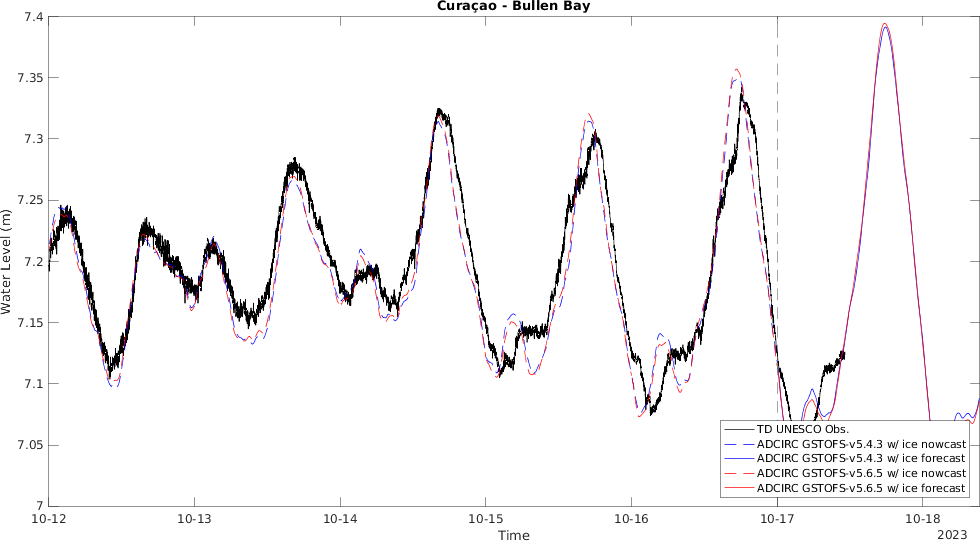 Curaçao - Bullen Bay
Water Level (m)
7.4
7.35
7.3
7.25
7.2
7.15
7.1
7.05
7
10-12
10-13
10-14
10-15
10-16
10-17
10-18
Time
2023
TD UNESCO Obs.
ADCIRC GSTOFS-v5.4.3 w/ ice nowcast
ADCIRC GSTOFS-v5.4.3 w/ ice forecast
ADCIRC GSTOFS-v5.6.5 w/ ice nowcast
ADCIRC GSTOFS-v5.6.5 w/ ice forecast